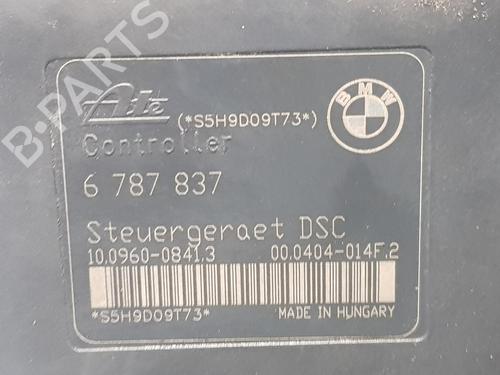 B-PARTS
Ate (*S5H9D09T73*) BMW
Controller
6 787 837
Steuergeraet DSC
10.0960-0841.3 00.0404-014F.2
*S5H9D09T73* MADE IN HUNGARY